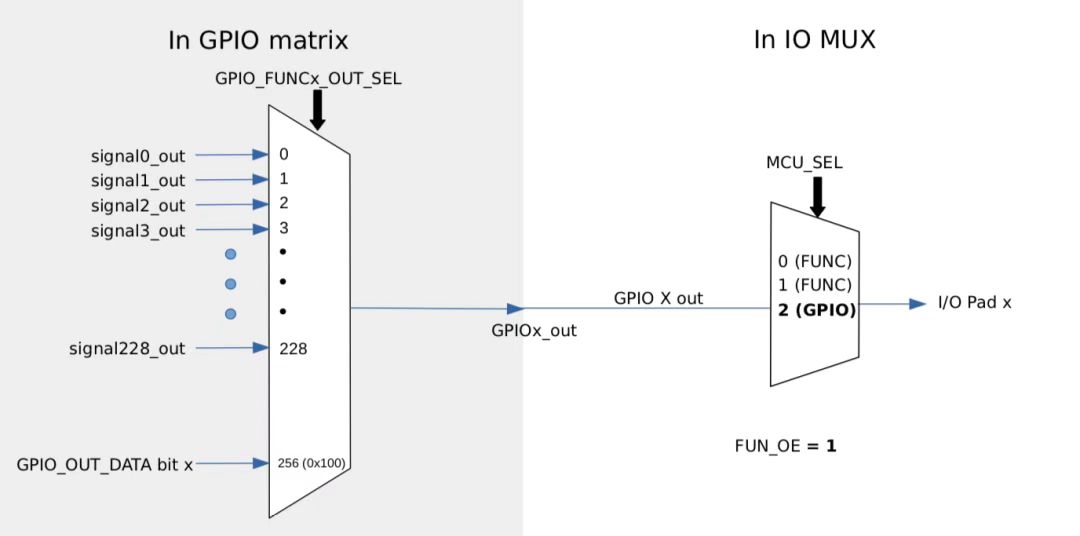 In GPIO matrix
In IO MUX
GPIO_FUNCx_OUT_SEL
signal0_out
0
signal1_out
1
signal2_out
2
signal3_out
3
signal228_out
228
GPIO_OUT_DATA bit x
256 (0x100)
GPIOx_out
GPIO X out
MCU_SEL
0 (FUNC)
1 (FUNC)
2 (GPIO)
I/O Pad x
FUN_OE = 1